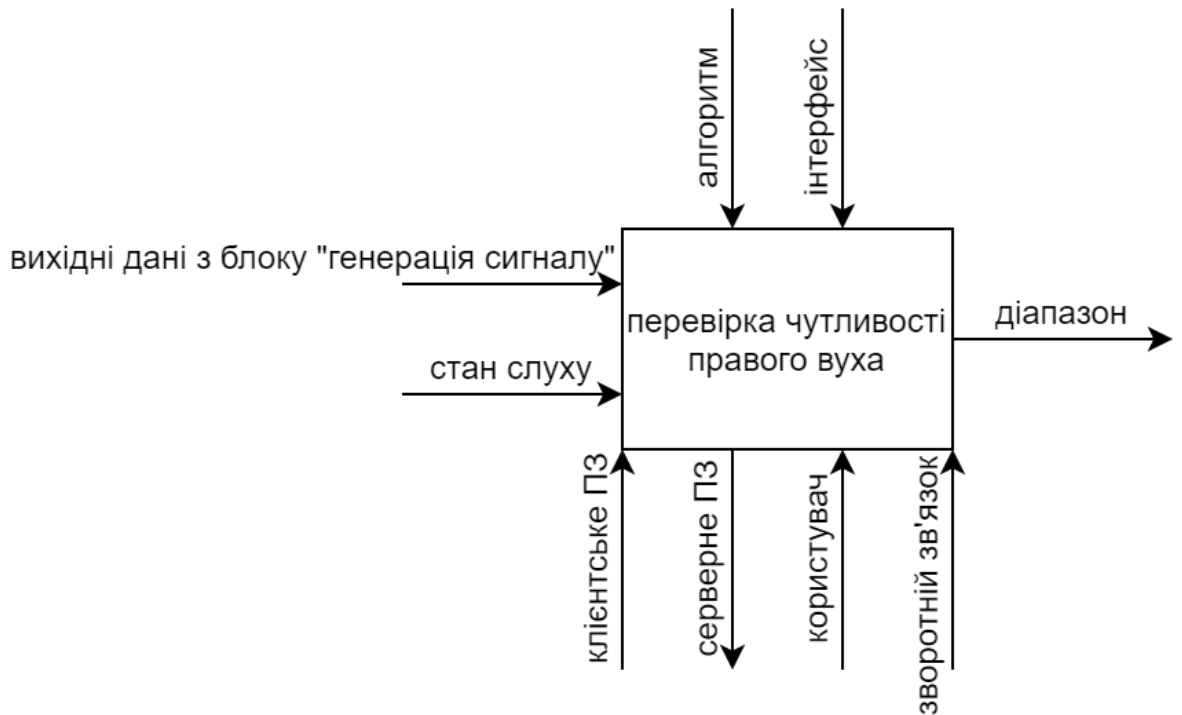 алгоритм
інтерфейс
вихідні дані з блоку "генерація сигналу"
перевірка чутливості
правого вуха
діапазон
стан слуху
клієнтське ПЗ
серверне ПЗ
користувач
зворотній зв'язок